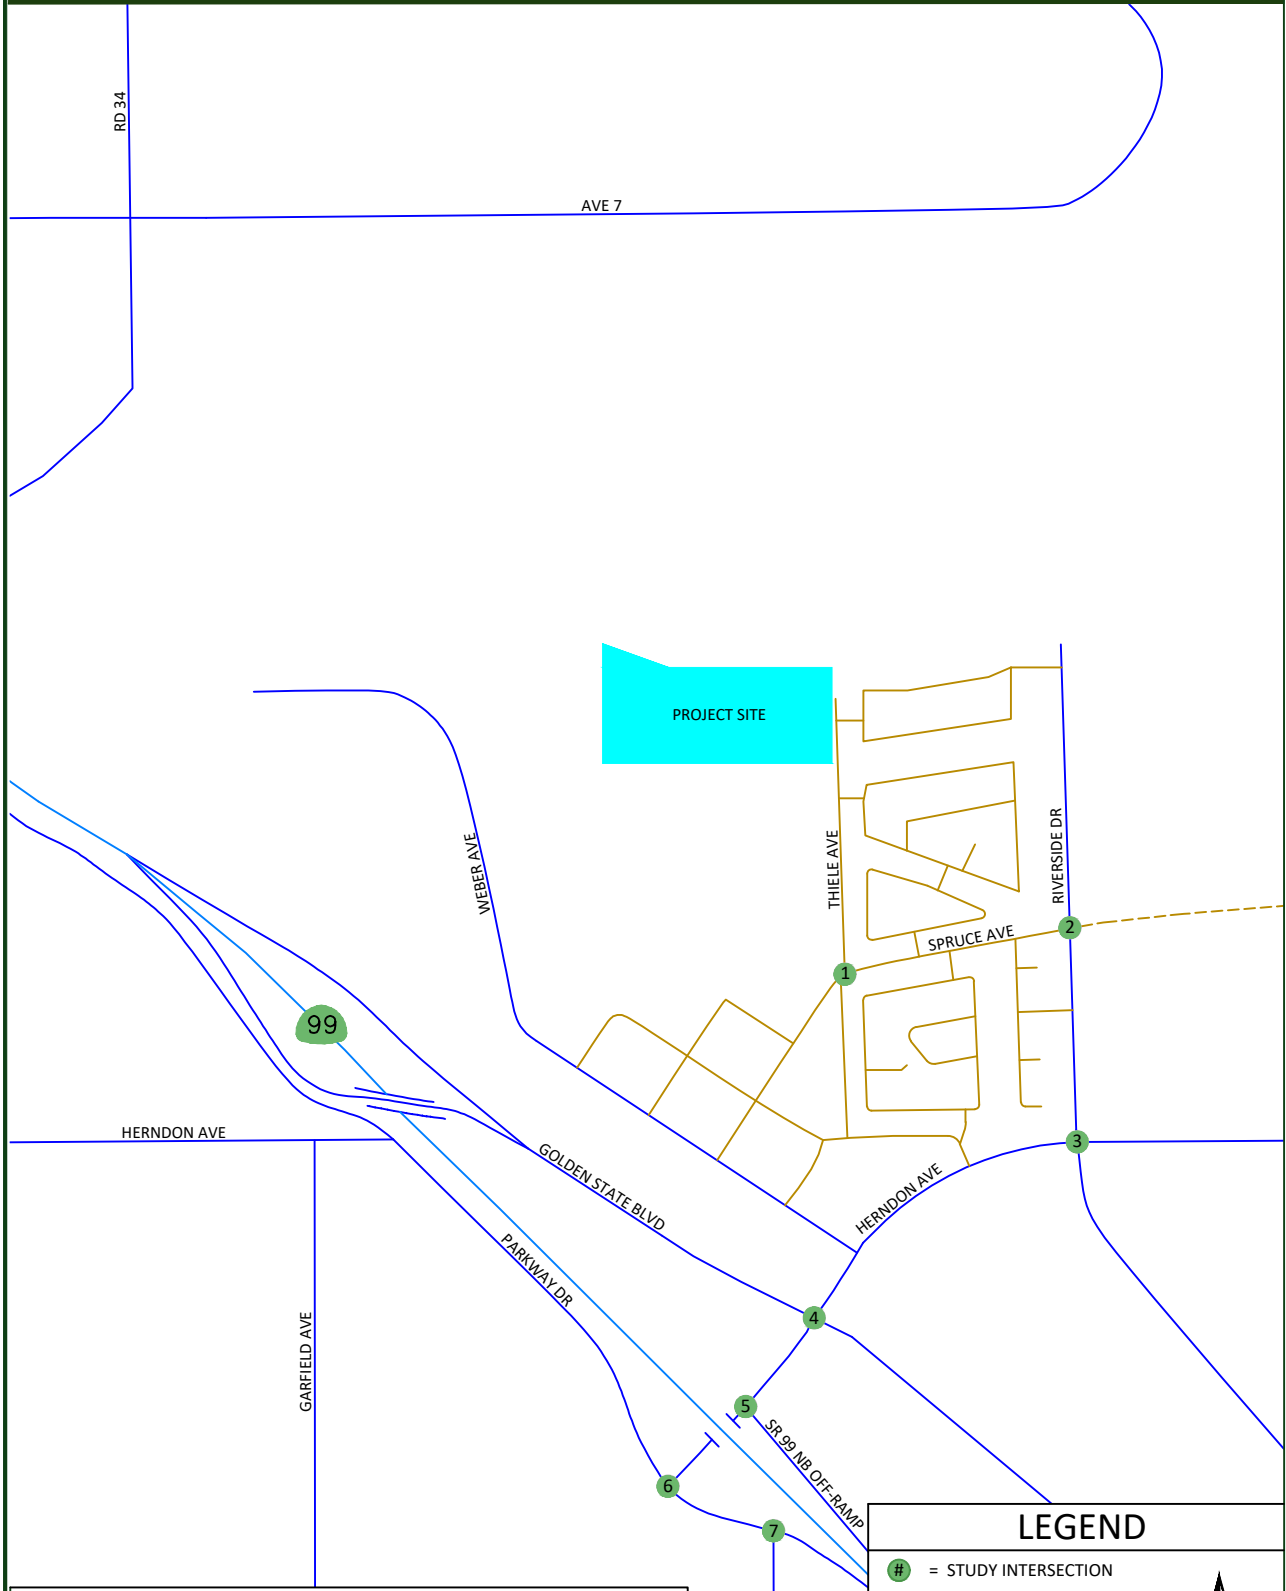 RD 34
AVE 7
PROJECT SITE
WEBER AVE
THIELE AVE
RIVERSIDE DR
2
SPRUCE AVE
1
99
HERNDON AVE
3
GOLDEN STATE BLVD
HERNDON AVE
PARKWAY DR
GARFIELD AVE
4
5
SR 99 NB OFF-RAMP
6
7
LEGEND
# = STUDY INTERSECTION